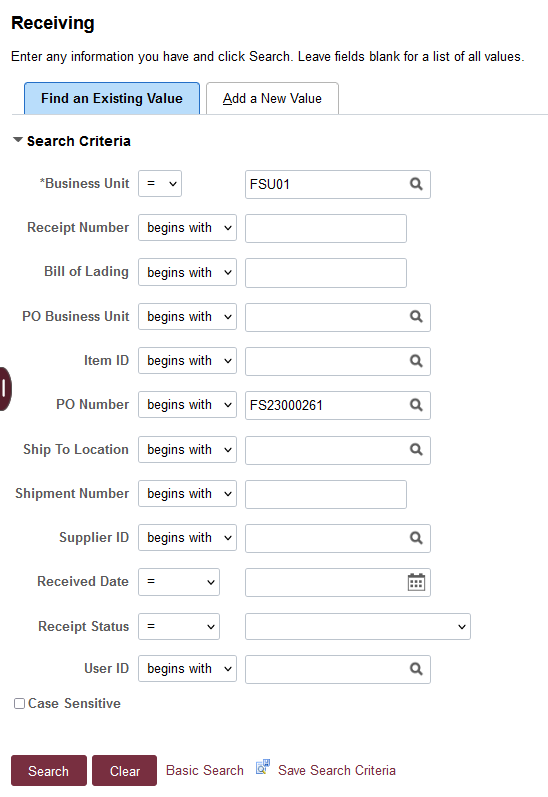 Receiving
Enter any information you have and click Search. Leave fields blank for a list of all values.
Find an Existing Value Add a New Value
Search Criteria
*Business Unit = FSU01
Receipt Number begins with
Bill of Lading begins with
PO Business Unit begins with
Item ID begins with
PO Number begins with FS23000261
Ship To Location begins with
Shipment Number begins with
Supplier ID begins with
Received Date =
Receipt Status =
User ID begins with
Case Sensitive
Search Clear Basic Search Save Search Criteria